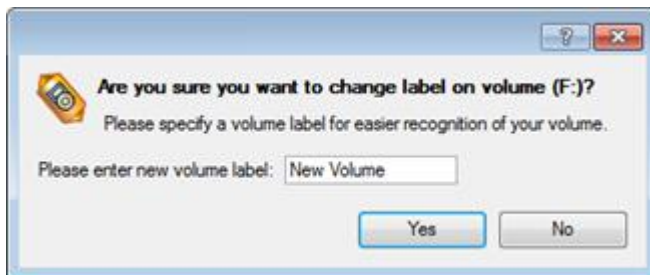 ?
Are you sure you want to change label on volume (F:)?
Please specify a volume label for easier recognition of your volume.
Please enter new volume label: New Volume
Yes No